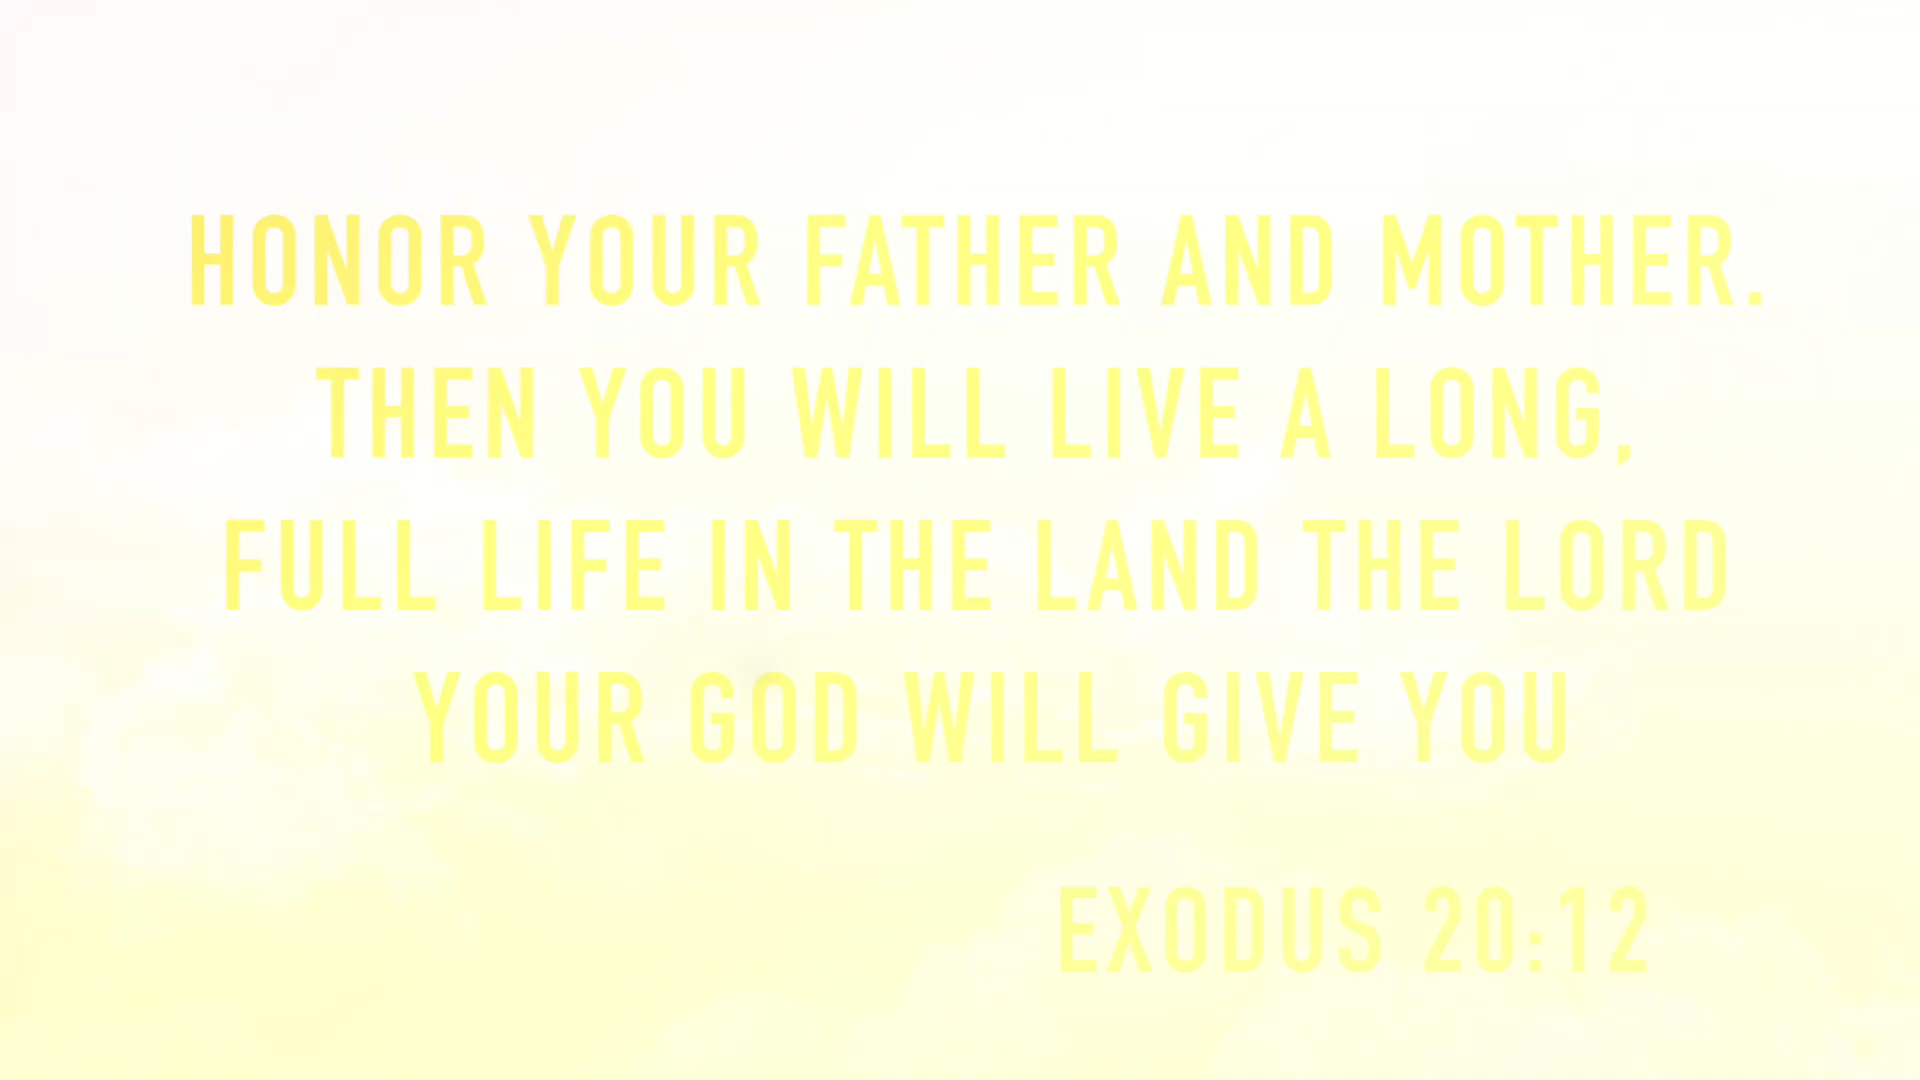 HONOR YOUR FATHER AND MOTHER.
THEN YOU WILL LIVE A LONG,
FULL LIFE IN THE LAND THE LORD
YOUR GOD WILL GIVE YOU
EXODUS 20:12